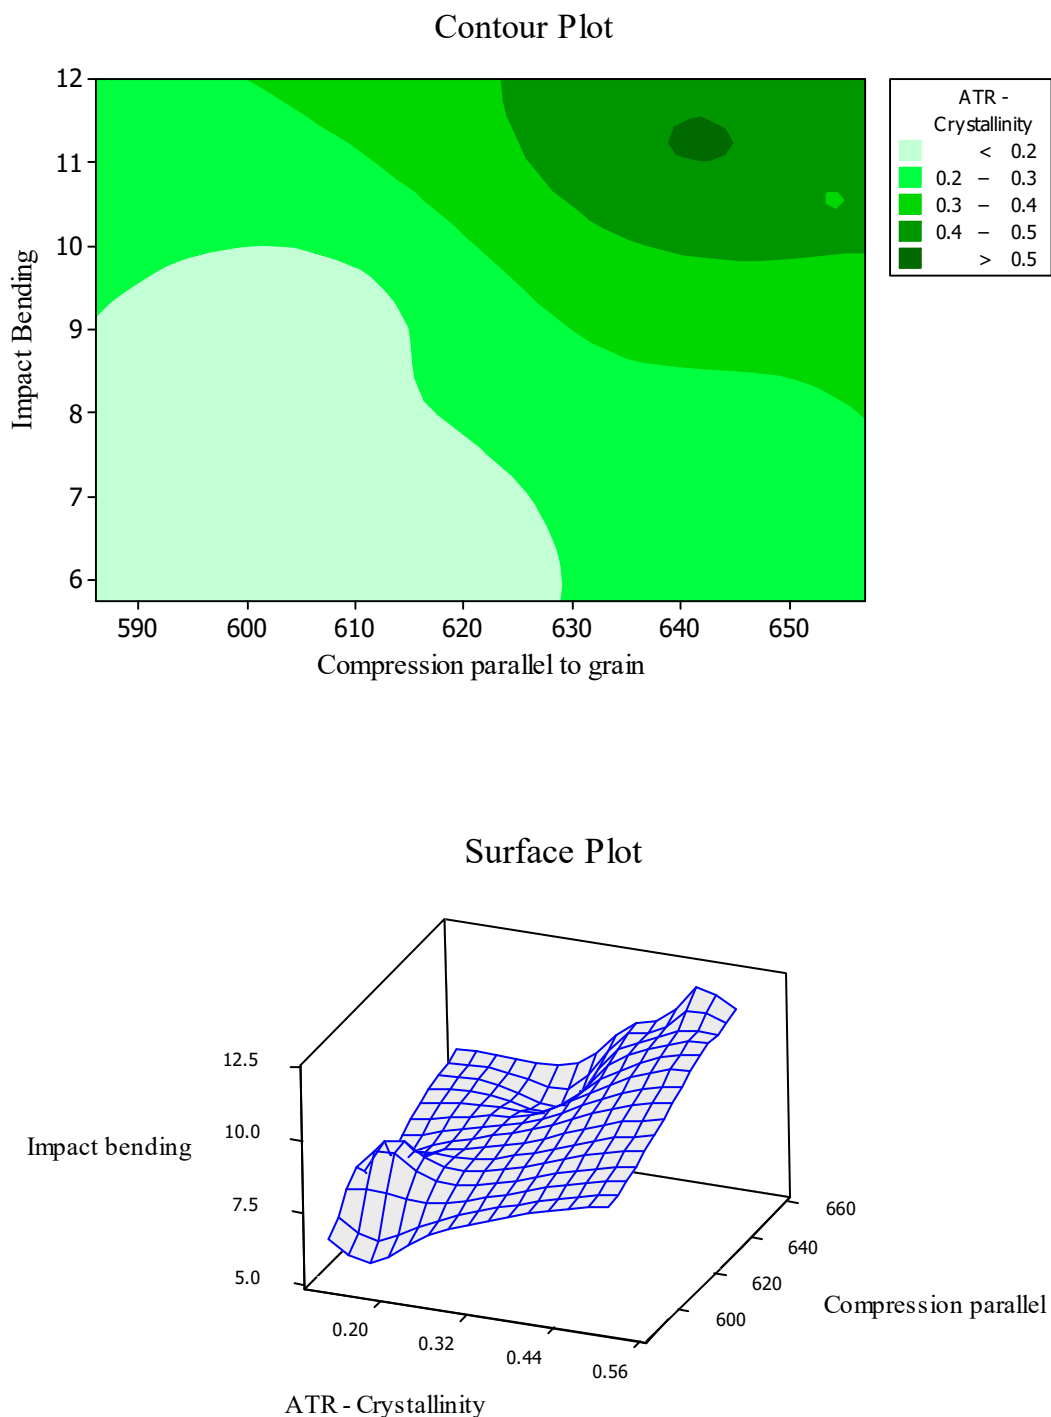 Contour Plot
12
11
10
9
8
7
6
Impact Bending
590 600 610 620 630 640 650
Compression parallel to grain
ATR -
Crystallinity
< 0.2
0.2 – 0.3
0.3 – 0.4
0.4 – 0.5
> 0.5
Surface Plot
12.5
10.0
7.5
5.0
Impact bending
0.20
0.32
0.44
0.56
ATR - Crystallinity
660
640
620
600
Compression parallel